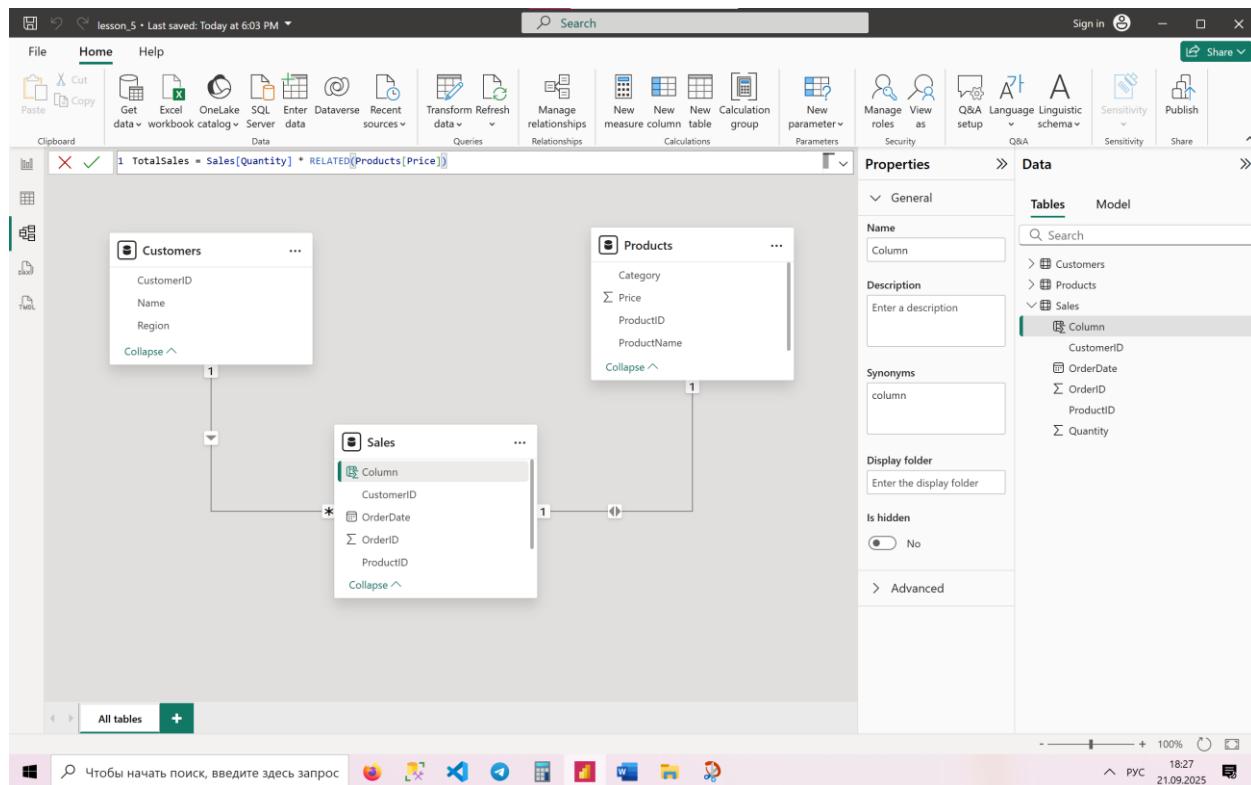 lesson_5 • Last saved: Today at 6:03 PM
Search
Sign in
File Home Help
Share
Paste
Cut
Copy
Get data
Excel workbook
OneLake catalog
SQL Server
Enter data
Dataverse
Recent sources
Transform data
Refresh
Manage relationships
New measure
New column
New table
Calculation group
New parameter
Manage roles
View as
Q&A setup
Language
Linguistic schema
Sensitivity
Publish
Clipboard
Data
Queries
Relationships
Calculations
Parameters
Security
Q&A
Sensitivity
Share
1 TotalSales = Sales[Quantity] * RELATED(Products[Price])
Customers
CustomerID
Name
Region
Collapse
1
Products
Category
Price
ProductID
ProductName
Collapse
1
Sales
Column
CustomerID
OrderDate
OrderID
ProductID
Collapse
*
1
Properties
General
Name
Column
Description
Enter a description
Synonyms
column
Display folder
Enter the display folder
Is hidden
No
Advanced
Data
Tables Model
Search
Customers
Products
Sales
Column
CustomerID
OrderDate
OrderID
ProductID
Quantity
DAX
TMDL
All tables
+
- + 100%
Чтобы начать поиск, введите здесь запрос
РУС
18:27
21.09.2025